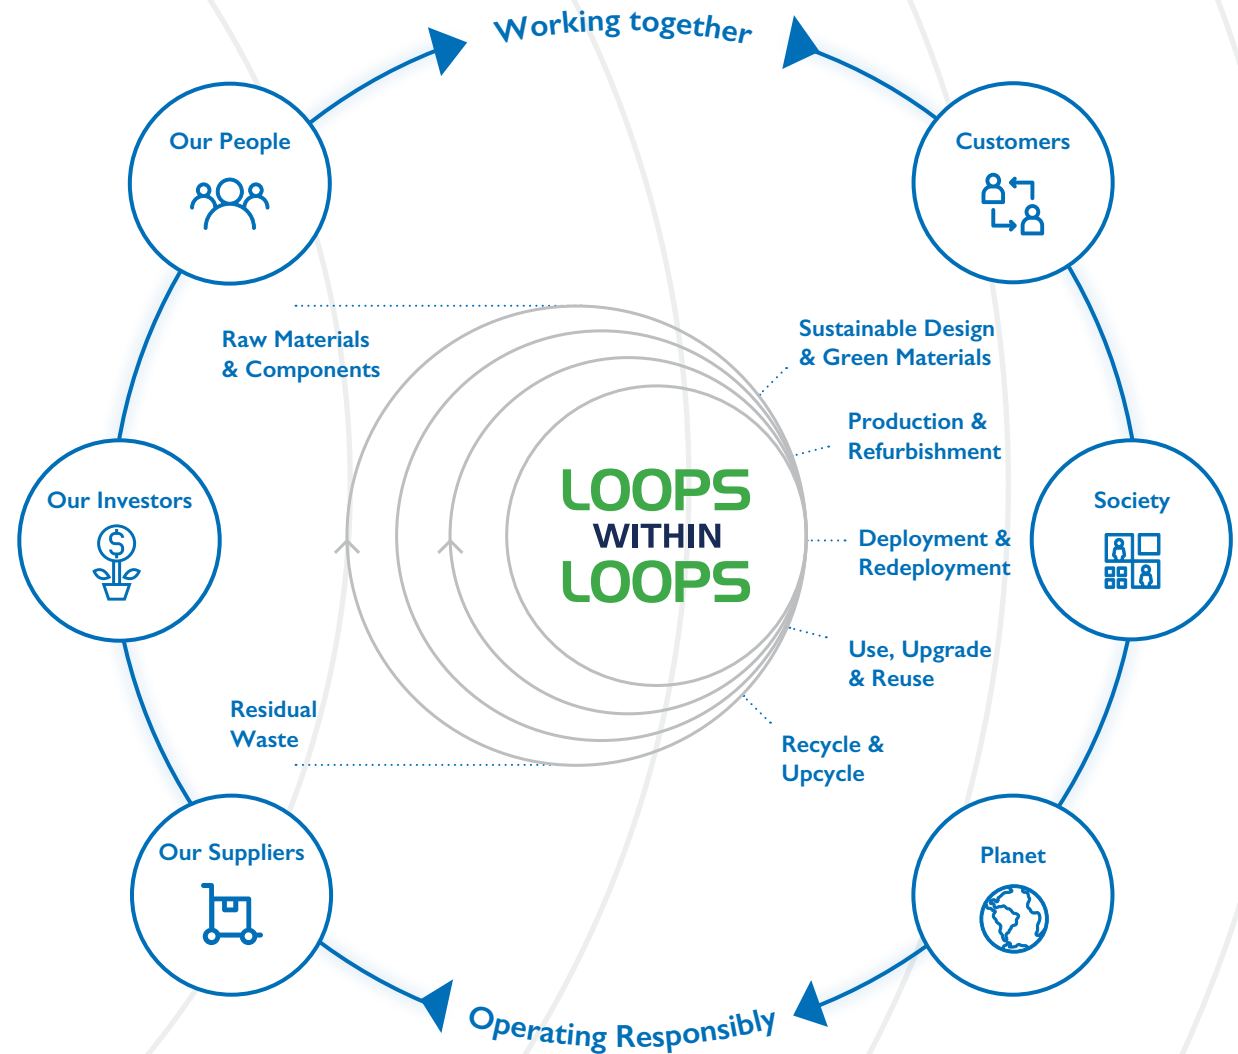 Working together
Our People
Customers
Raw Materials
& Components
Sustainable Design
& Green Materials
Production &
Refurbishment
Our Investors
$
LOOPS
WITHIN
LOOPS
Deployment &
Redeployment
Society
Use, Upgrade
& Reuse
Residual
Waste
Recycle &
Upcycle
Our Suppliers
Planet
Operating Responsibly